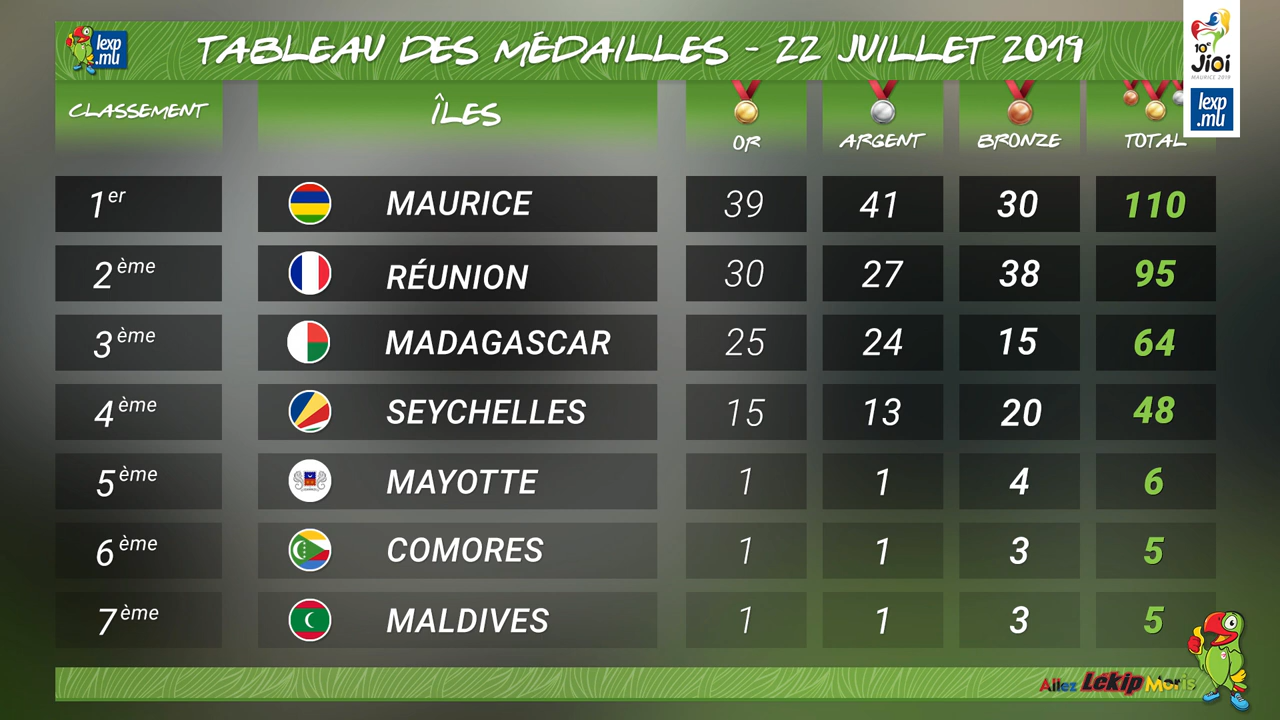 lexp
.mu
TABLEAU DES MÉDAILLES - 22 JUILLET 2019
10e
JIOI
MAURICE 2019
lexp
.mu
CLASSEMENT ÎLES OR ARGENT BRONZE TOTAL
1er MAURICE 39 41 30 110
2ème RÉUNION 30 27 38 95
3ème MADAGASCAR 25 24 15 64
4ème SEYCHELLES 15 13 20 48
5ème MAYOTTE 1 1 4 6
6ème COMORES 1 1 3 5
7ème MALDIVES 1 1 3 5
Allez Lékip Moris